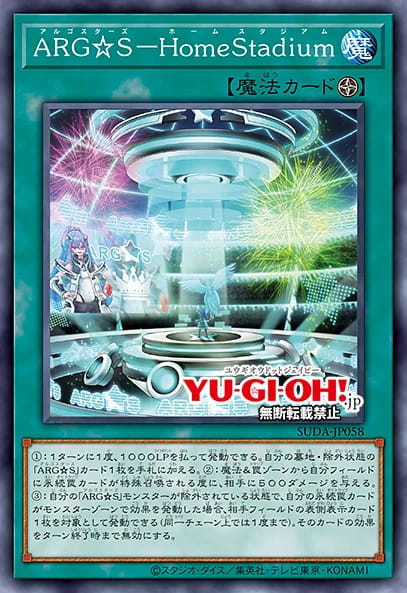 アルゴスターズ ホームスタジアム
ARG☆S－HomeStadium 魔
【魔法カード】
ARG☆S
ユウギオウドットジェイピー
YU-GI-OH!.jp
無断転載禁止
SUDA-JP058
①：１ターンに１度、１０００LPを払って発動できる。自分の墓地・除外状態の
「ARG☆S」カード１枚を手札に加える。②：魔法＆罠ゾーンから自分フィールド
に永続罠カードが特殊召喚される度に、相手に５００ダメージを与える。
③：自分の「ARG☆S」モンスターが除外されている状態で、自分の永続罠カード
がモンスターゾーンで効果を発動した場合、相手フィールドの表側表示カード
１枚を対象として発動できる（同一チェーン上では１度まで）。そのカードの効果
をターン終了時まで無効にする。
©スタジオ・ダイス／集英社・テレビ東京・KONAMI